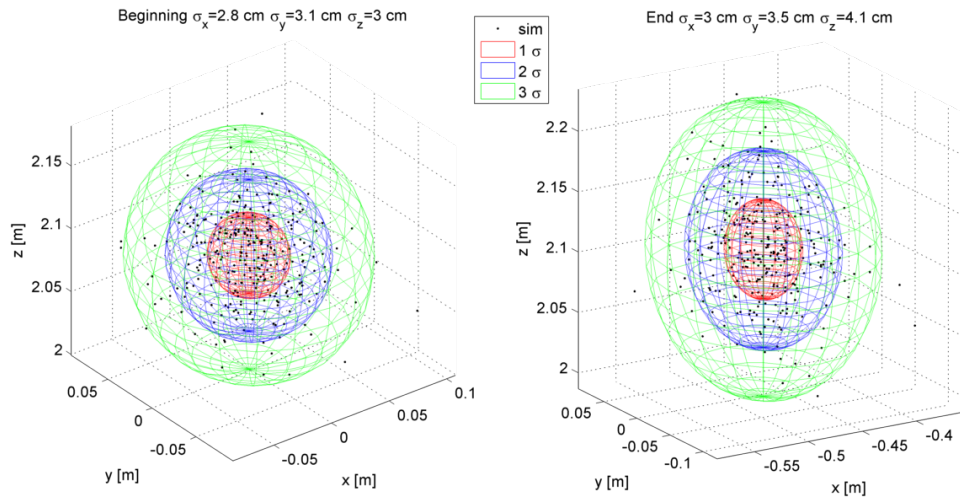 Beginning σx=2.8 cm σy=3.1 cm σz=3 cm
2.15
2.1
2.05
2
z [m]
0.05
0
-0.05
y [m]
-0.05
0
0.05
0.1
x [m]
sim
1 σ
2 σ
3 σ
End σx=3 cm σy=3.5 cm σz=4.1 cm
2.2
2.15
2.1
2.05
2
z [m]
0.05
0
-0.05
-0.1
y [m]
-0.55
-0.5
-0.45
-0.4
x [m]